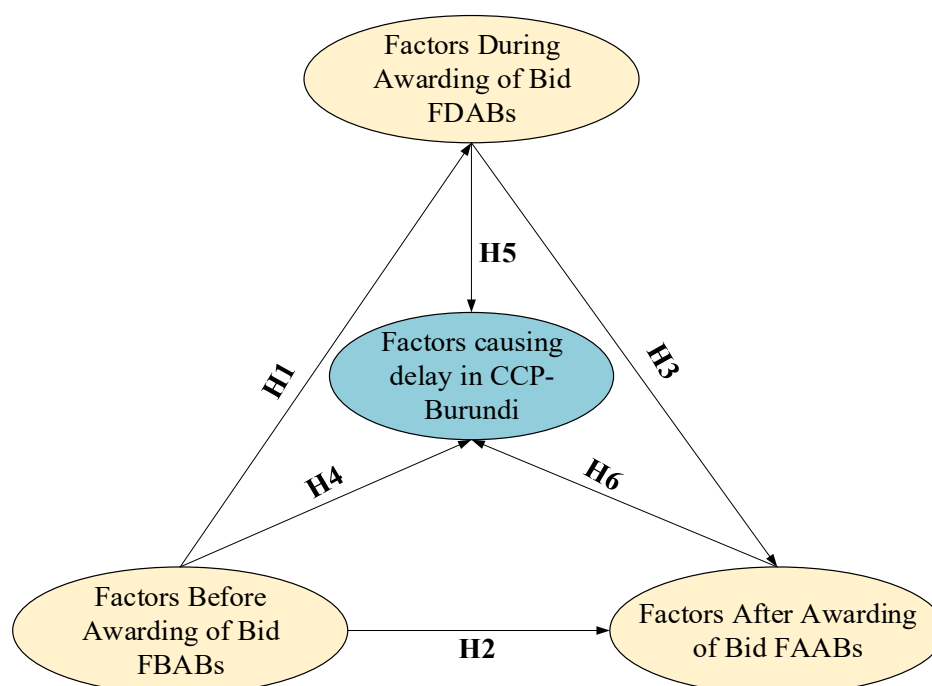 Factors During
Awarding of Bid
FDABs
H5
Factors causing
delay in CCP-
Burundi
H1
H3
H4
H6
Factors Before
Awarding of Bid
FBABs
H2
Factors After Awarding
of Bid FAABs